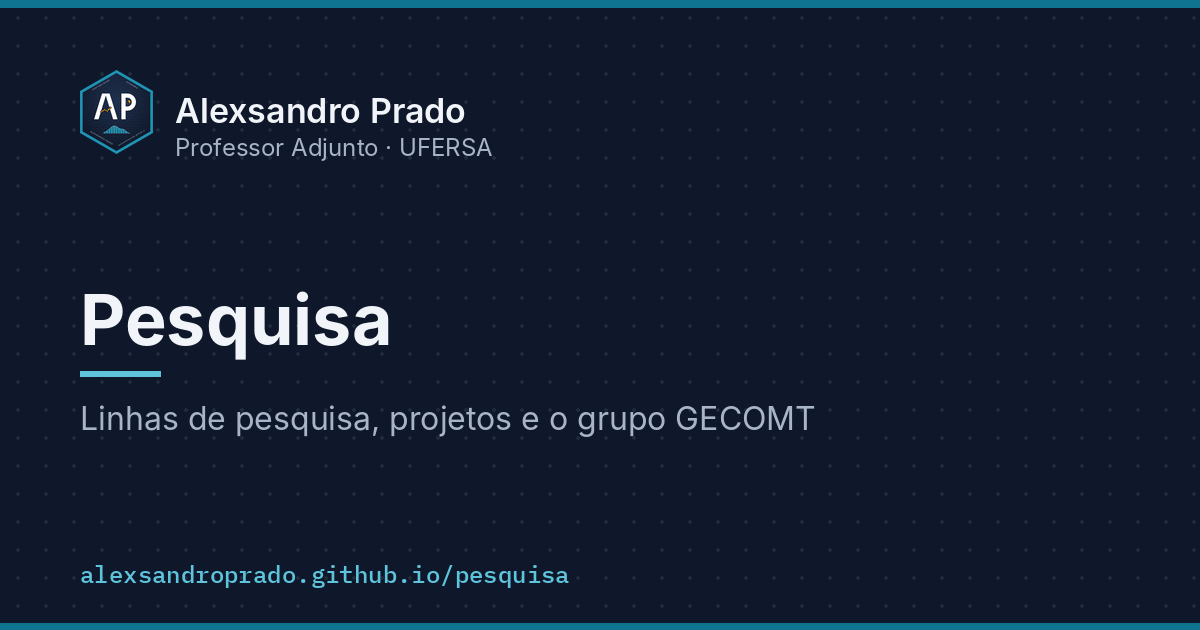 AP
Alexsandro Prado
Professor Adjunto · UFERSA
Pesquisa
Linhas de pesquisa, projetos e o grupo GECOMT
alexsandroprado.github.io/pesquisa